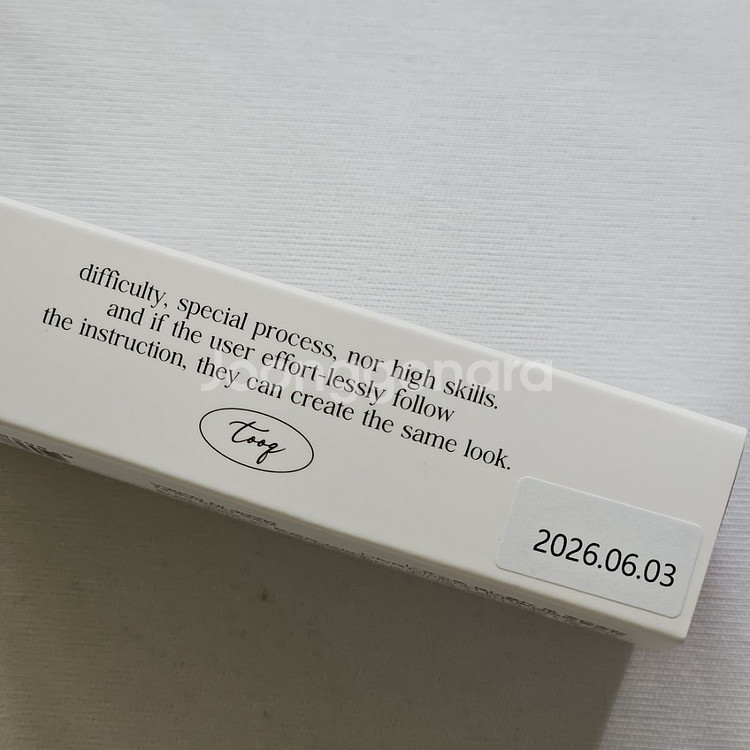 difficulty, special process, nor high skills.
and if the user effort-lessly follow
the instruction, they can create the same look.
Joonggonara
tooq
2026.06.03